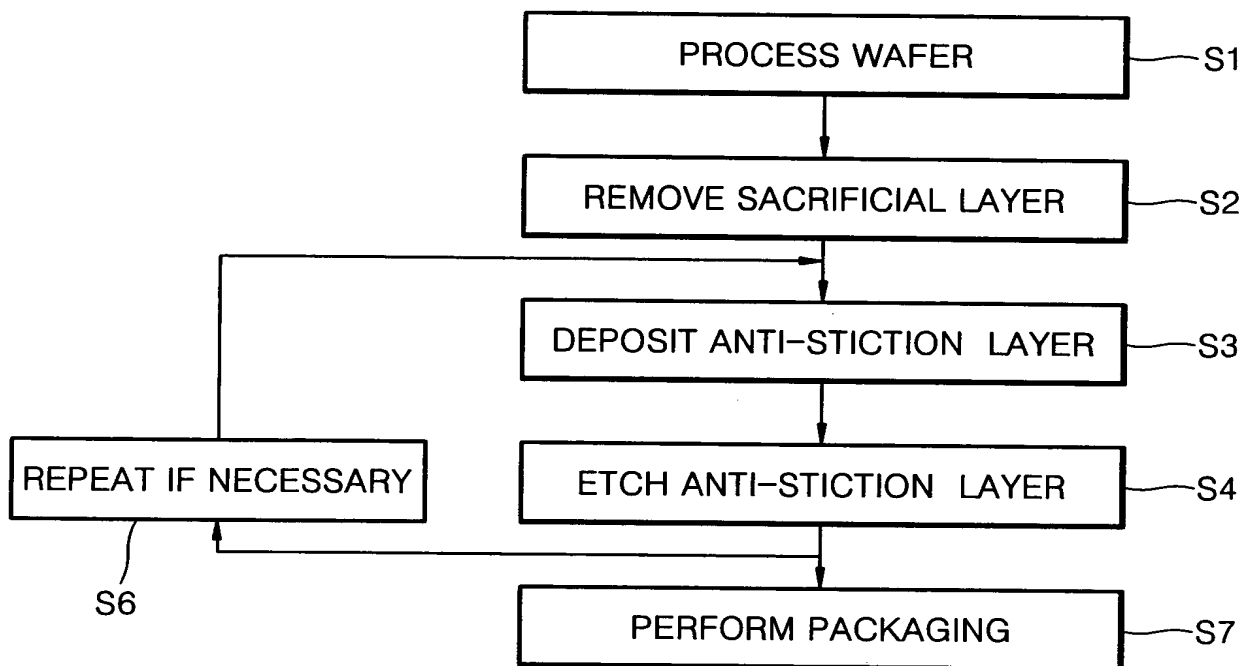 PROCESS WAFER
S1
REMOVE SACRIFICIAL LAYER
S2
DEPOSIT ANTI-STICTION LAYER
S3
REPEAT IF NECESSARY
S6
ETCH ANTI-STICTION LAYER
S4
PERFORM PACKAGING
S7